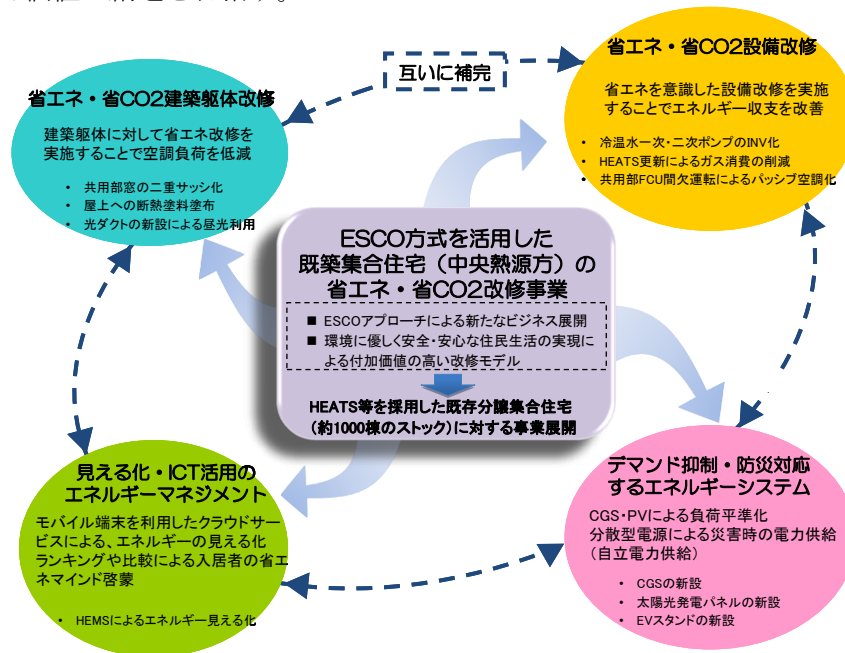 互いに補完
省エネ・省CO2建築躯体改修
建築躯体に対して省エネ改修を
実施することで空調負荷を低減
• 共用部窓の二重サッシ化
• 屋上への断熱塗料塗布
• 光ダクトの新設による昼光利用
省エネ・省CO2設備改修
省エネを意識した設備改修を実施
することでエネルギー収支を改善
• 冷温水一次・二次ポンプのINV化
• HEATS更新によるガス消費の削減
• 共用部FCU間欠運転によるパッシブ空調化
ESCO方式を活用した
既築集合住宅（中央熱源方）の
省エネ・省CO2改修事業
■ ESCOアプローチによる新たなビジネス展開
■ 環境に優しく安全・安心な住民生活の実現に
よる付加価値の高い改修モデル
HEATS等を採用した既存分譲集合住宅
（約1000棟のストック）に対する事業展開
見える化・ICT活用の
エネルギーマネジメント
モバイル端末を利用したクラウドサー
ビスによる、エネルギーの見える化
ランキングや比較による入居者の省エ
ネマインド啓蒙
• HEMSによるエネルギー見える化
デマンド抑制・防災対応
するエネルギーシステム
CGS・PVによる負荷平準化
分散型電源による災害時の電力供給
（自立電力供給）
• CGSの新設
• 太陽光発電パネルの新設
• EVスタンドの新設